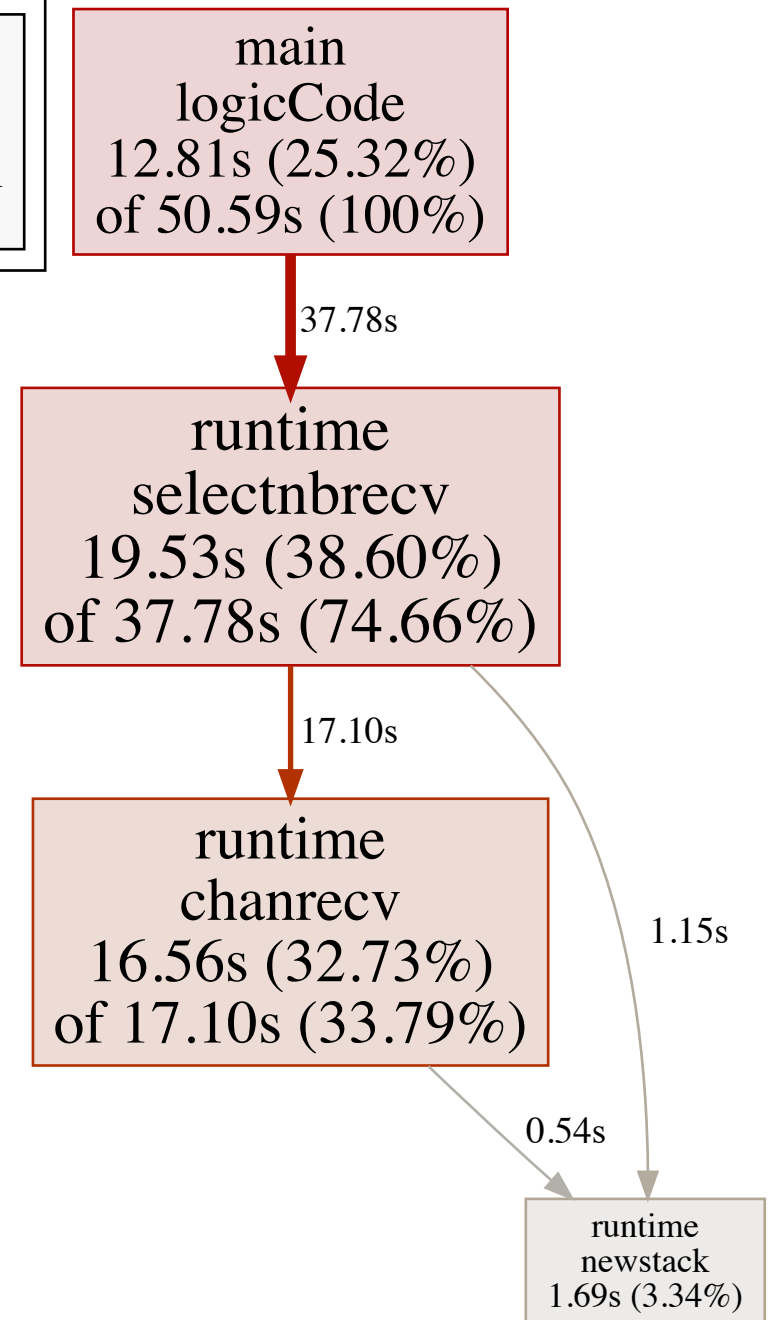 main
logicCode
12.81s (25.32%)
of 50.59s (100%)
37.78s
runtime
selectnbrecv
19.53s (38.60%)
of 37.78s (74.66%)
17.10s
runtime
chanrecv
16.56s (32.73%)
of 17.10s (33.79%)
1.15s
0.54s
runtime
newstack
1.69s (3.34%)